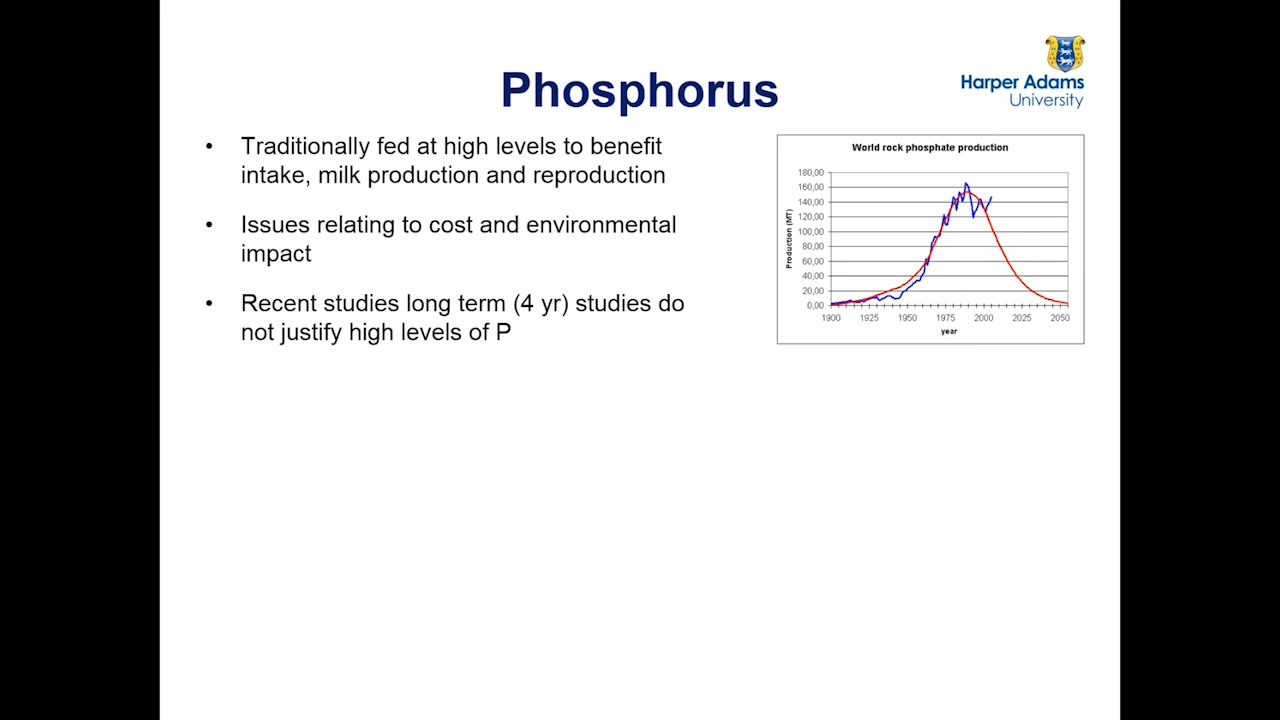 Phosphorus
Harper Adams
University
• Traditionally fed at high levels to benefit
intake, milk production and reproduction
• Issues relating to cost and environmental
impact
• Recent studies long term (4 yr) studies do
not justify high levels of P
World rock phosphate production
Production (MT)
180,00
160,00
140,00
120,00
100,00
80,00
60,00
40,00
20,00
0,00
1900 1925 1950 1975 2000 2025 2050
year